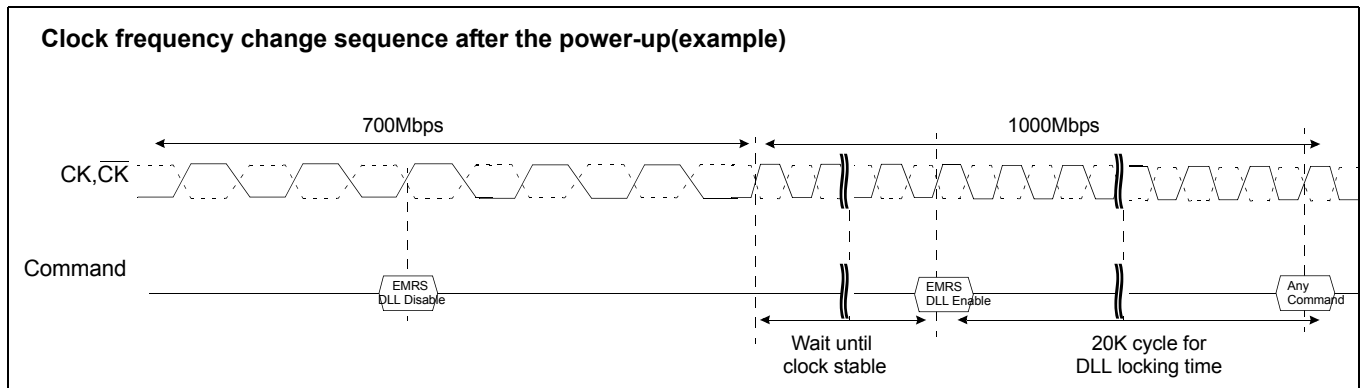 Clock frequency change sequence after the power-up(example)
700Mbps
1000Mbps
CK,C̅K̅
Command
EMRS
DLL Disable
EMRS
DLL Enable
Any
Command
Wait until
clock stable
20K cycle for
DLL locking time